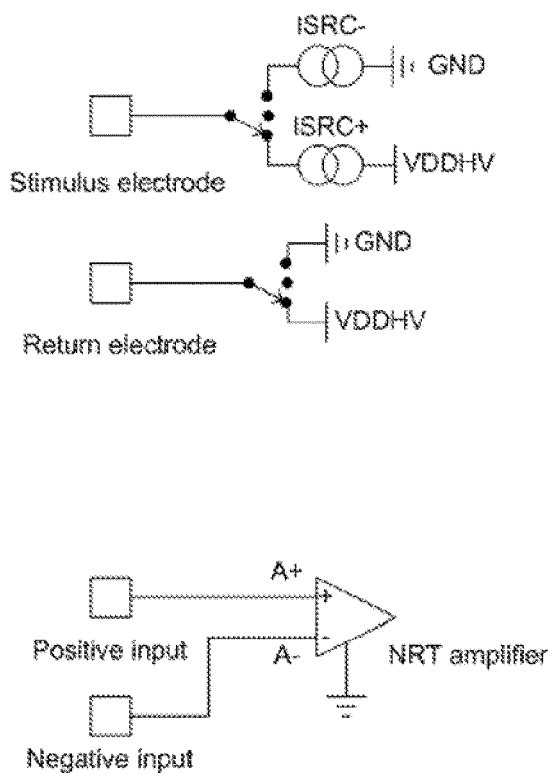 ISRC-
GND
ISRC+
VDDHV
Stimulus electrode
GND
VDDHV
Return electrode
A+
+
Positive input
-
A-
NRT amplifier
Negative input